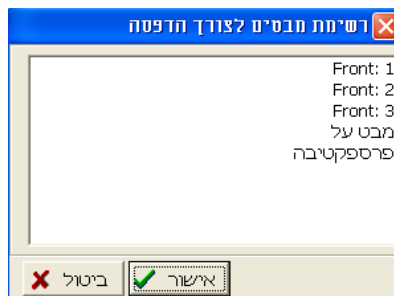 רשימת מבטים לצורך הדפסה
Front: 1
Front: 2
Front: 3
מבט על
פרספקטיבה
אישור
ביטול